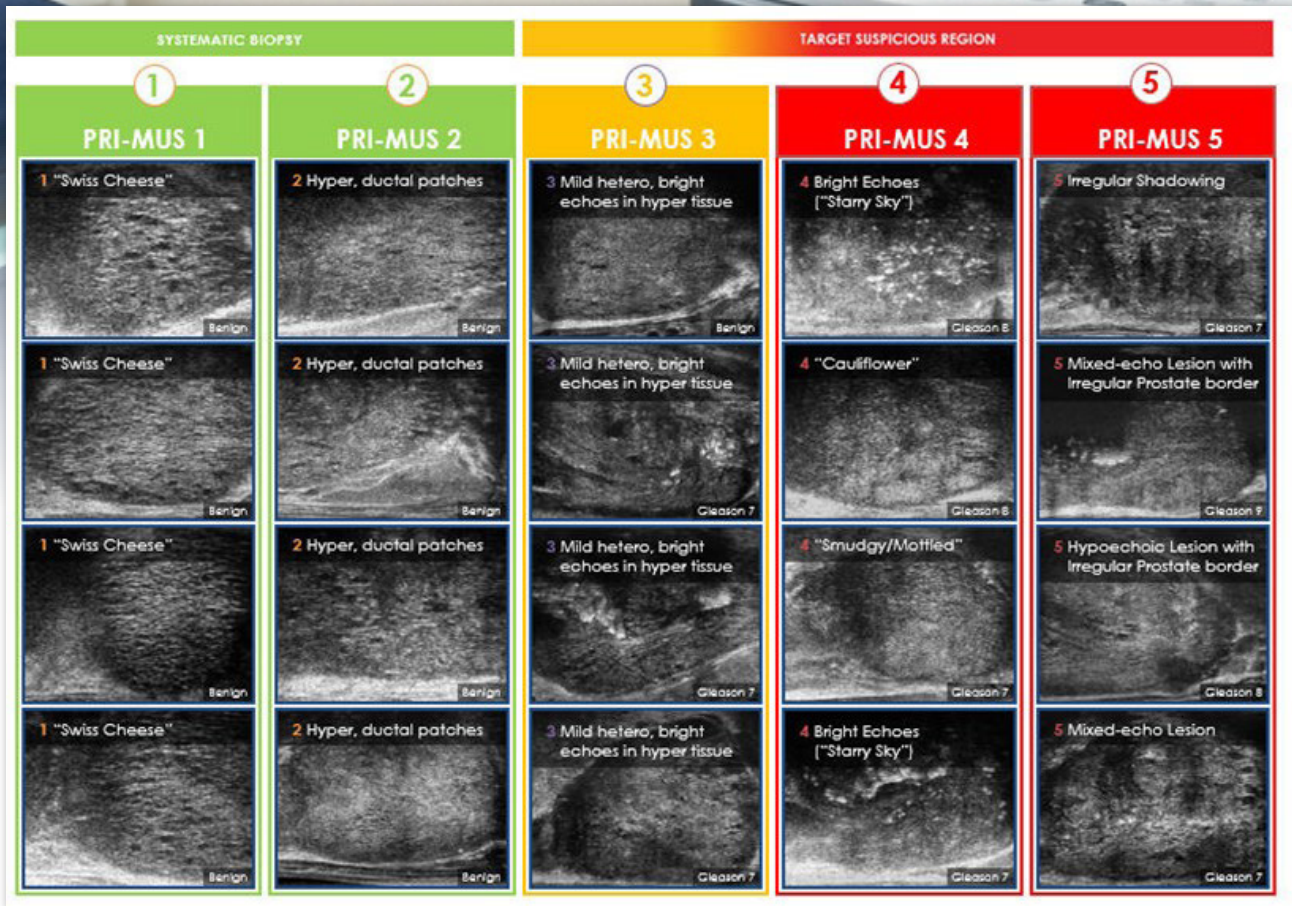 SYSTEMATIC BIOPSY
TARGET SUSPICIOUS REGION
1
2
3
4
5
PRI-MUS 1
PRI-MUS 2
PRI-MUS 3
PRI-MUS 4
PRI-MUS 5
1 "Swiss Cheese"
Benign
2 Hyper, ductal patches
Benign
3 Mild hetero, bright
echoes in hyper tissue
Benign
4 Bright Echoes
("Starry Sky")
Gleason 8
5 Irregular Shadowing
Gleason 7
1 "Swiss Cheese"
Benign
2 Hyper, ductal patches
Benign
3 Mild hetero, bright
echoes in hyper tissue
Gleason 7
4 "Cauliflower"
Gleason 8
5 Mixed-echo Lesion with
Irregular Prostate border
Gleason 9
1 "Swiss Cheese"
Benign
2 Hyper, ductal patches
Benign
3 Mild hetero, bright
echoes in hyper tissue
Gleason 7
4 "Smudgy/Mottled"
Gleason 7
5 Hypoechoic Lesion with
Irregular Prostate border
Gleason 8
1 "Swiss Cheese"
Benign
2 Hyper, ductal patches
Benign
3 Mild hetero, bright
echoes in hyper tissue
Gleason 7
4 Bright Echoes
("Starry Sky")
Gleason 7
5 Mixed-echo Lesion
Gleason 7